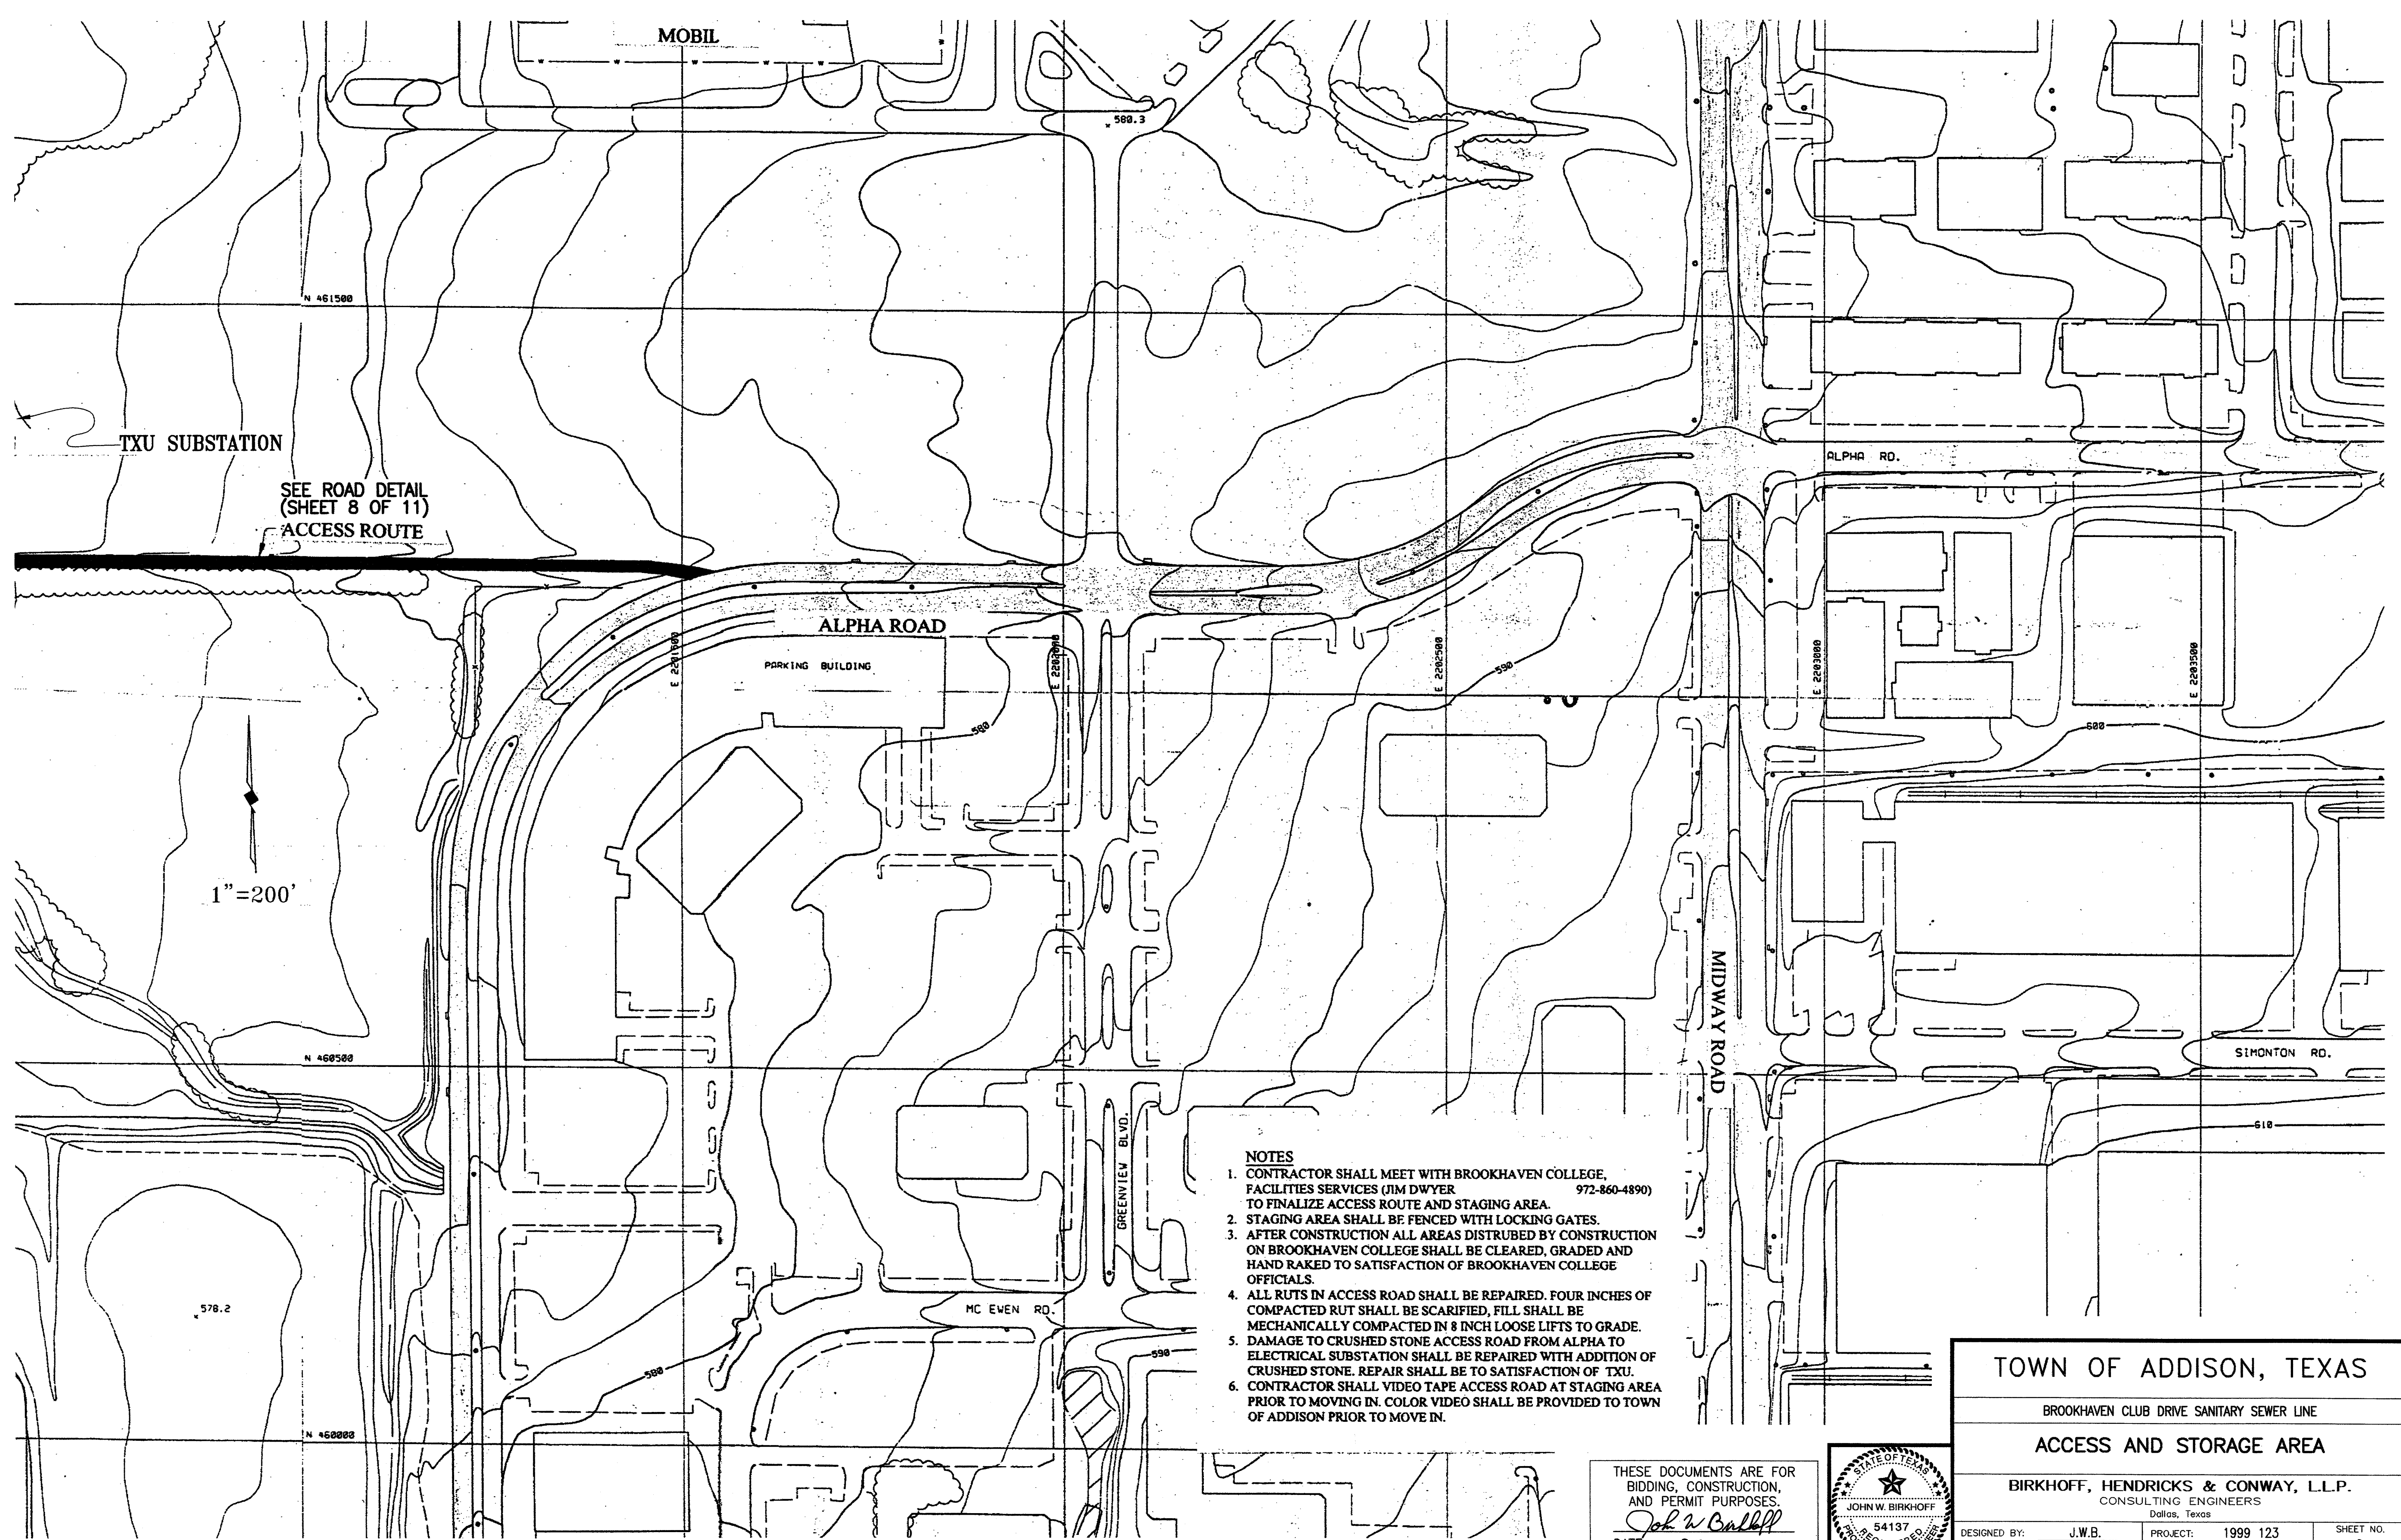 MOBIL
580.3
N 461500
TXU SUBSTATION
SEE ROAD DETAIL
(SHEET 8 OF 11)
ACCESS ROUTE
ALPHA RD.
ALPHA ROAD
PARKING BUILDING
E 2202500
E 2203000
E 2203500
590
580
600
1"=200'
MIDWAY ROAD
N 460500
SIMONTON RD.
610
GREENVIEW BLVD.
578.2
MC EWEN RD.
590
580
N 460000
NOTES
1. CONTRACTOR SHALL MEET WITH BROOKHAVEN COLLEGE,
FACILITIES SERVICES (JIM DWYER 972-860-4890)
TO FINALIZE ACCESS ROUTE AND STAGING AREA.
2. STAGING AREA SHALL BE FENCED WITH LOCKING GATES.
3. AFTER CONSTRUCTION ALL AREAS DISTRUBED BY CONSTRUCTION
ON BROOKHAVEN COLLEGE SHALL BE CLEARED, GRADED AND
HAND RAKED TO SATISFACTION OF BROOKHAVEN COLLEGE
OFFICIALS.
4. ALL RUTS IN ACCESS ROAD SHALL BE REPAIRED. FOUR INCHES OF
COMPACTED RUT SHALL BE SCARIFIED, FILL SHALL BE
MECHANICALLY COMPACTED IN 8 INCH LOOSE LIFTS TO GRADE.
5. DAMAGE TO CRUSHED STONE ACCESS ROAD FROM ALPHA TO
ELECTRICAL SUBSTATION SHALL BE REPAIRED WITH ADDITION OF
CRUSHED STONE. REPAIR SHALL BE TO SATISFACTION OF TXU.
6. CONTRACTOR SHALL VIDEO TAPE ACCESS ROAD AT STAGING AREA
PRIOR TO MOVING IN. COLOR VIDEO SHALL BE PROVIDED TO TOWN
OF ADDISON PRIOR TO MOVE IN.
THESE DOCUMENTS ARE FOR
BIDDING, CONSTRUCTION,
AND PERMIT PURPOSES.
John W Birkhoff
STATE OF TEXAS
JOHN W. BIRKHOFF
54137
TOWN OF ADDISON, TEXAS
BROOKHAVEN CLUB DRIVE SANITARY SEWER LINE
ACCESS AND STORAGE AREA
BIRKHOFF, HENDRICKS & CONWAY, L.L.P.
CONSULTING ENGINEERS
Dallas, Texas
DESIGNED BY: J.W.B. PROJECT: 1999 123 SHEET NO.